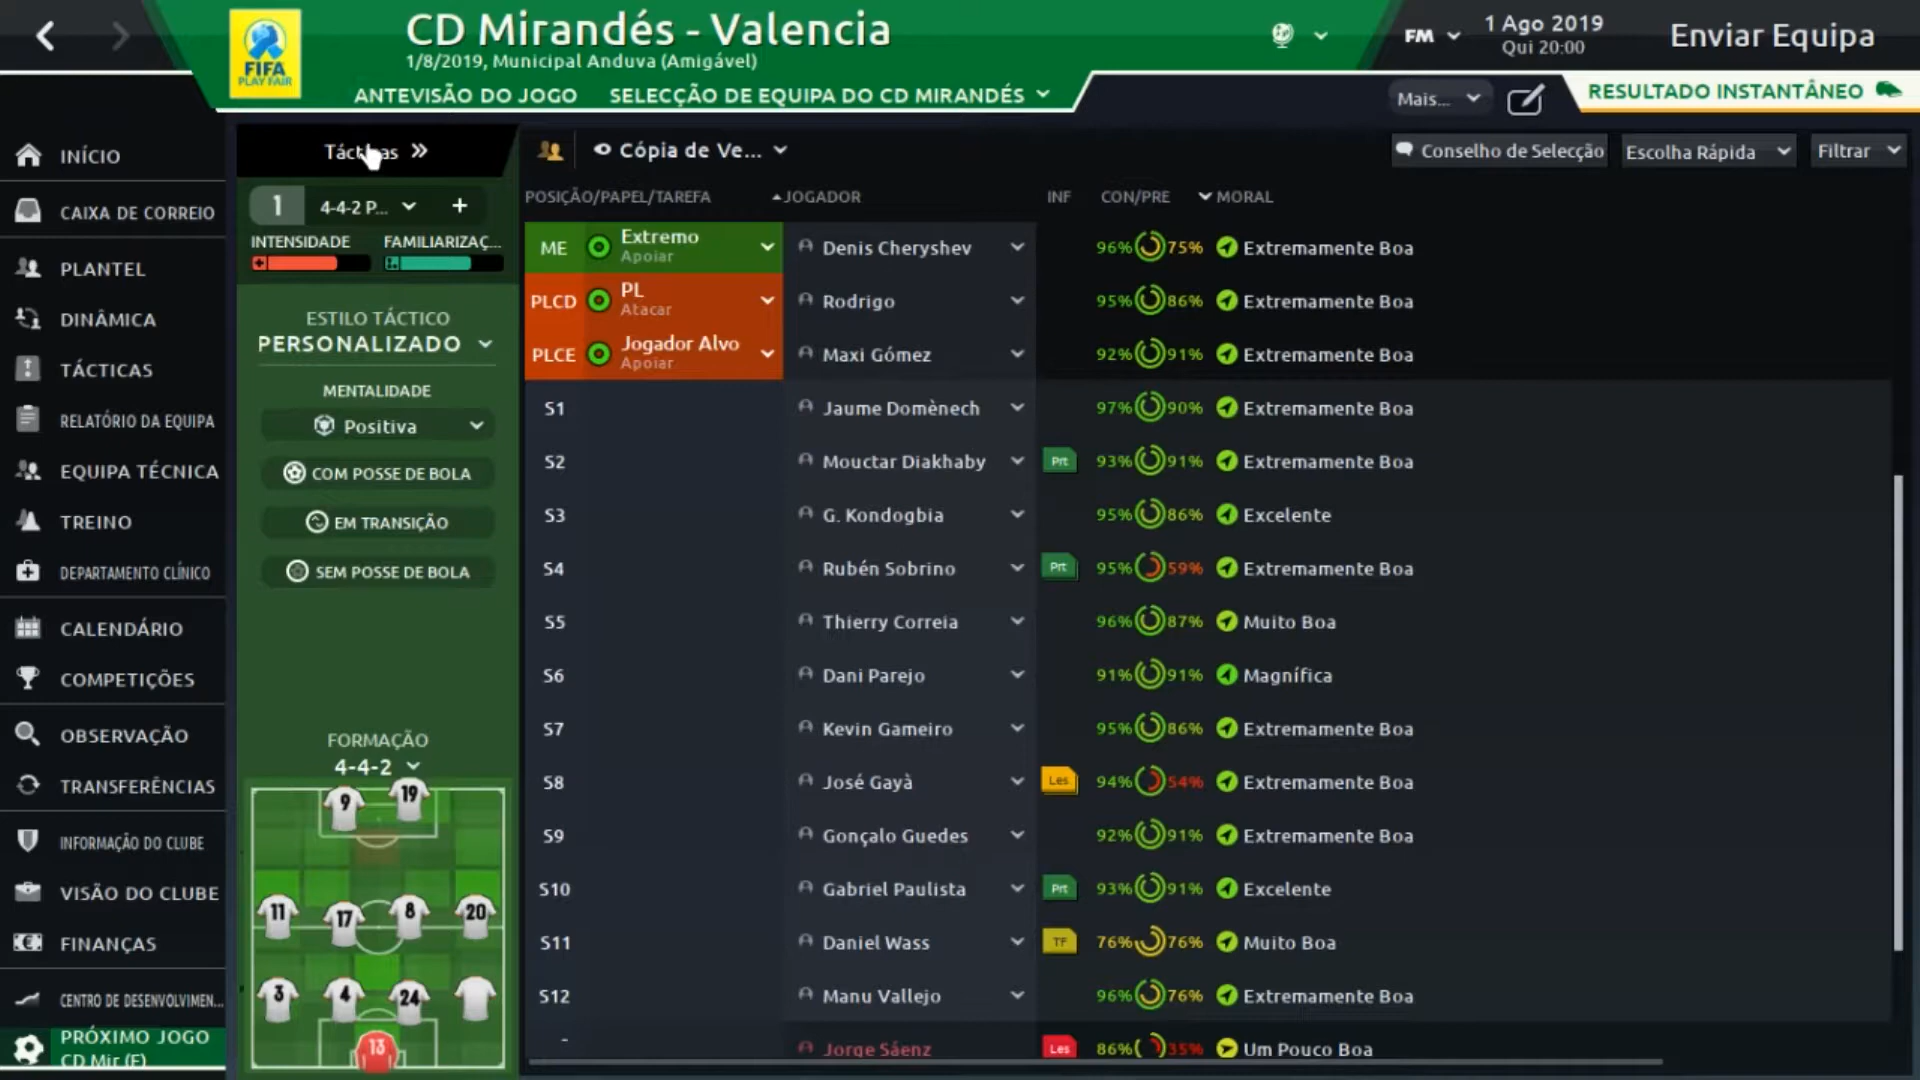 CD Mirandés - Valencia
1/8/2019, Municipal Anduva (Amigável)
FIFA
PLAY FAIR
ANTEVISÃO DO JOGO
SELECÇÃO DE EQUIPA DO CD MIRANDÉS
FM
1 Ago 2019
Qui 20:00
Enviar Equipa
Mais...
RESULTADO INSTANTÂNEO
INÍCIO
CAIXA DE CORREIO
PLANTEL
DINÂMICA
TÁCTICAS
RELATÓRIO DA EQUIPA
EQUIPA TÉCNICA
TREINO
DEPARTAMENTO CLÍNICO
CALENDÁRIO
COMPETIÇÕES
OBSERVAÇÃO
TRANSFERÊNCIAS
INFORMAÇÃO DO CLUBE
VISÃO DO CLUBE
FINANÇAS
CENTRO DE DESENVOLVIMEN...
PRÓXIMO JOGO
CD Mir (F)
Tácticas
1 4-4-2 P... +
INTENSIDADE FAMILIARIZAÇ...
ESTILO TÁCTICO
PERSONALIZADO
MENTALIDADE
Positiva
COM POSSE DE BOLA
EM TRANSIÇÃO
SEM POSSE DE BOLA
FORMAÇÃO
4-4-2
9 19
11 17 8 20
3 4 24
13
Cópia de Ve...
Conselho de Selecção
Escolha Rápida
Filtrar
POSIÇÃO/PAPEL/TAREFA JOGADOR INF CON/PRE MORAL
ME Extremo Apoiar Denis Cheryshev 96% 75% Extremamente Boa
PLCD PL Atacar Rodrigo 95% 86% Extremamente Boa
PLCE Jogador Alvo Apoiar Maxi Gómez 92% 91% Extremamente Boa
S1 Jaume Domènech 97% 90% Extremamente Boa
S2 Mouctar Diakhaby Prt 93% 91% Extremamente Boa
S3 G. Kondogbia 95% 86% Excelente
S4 Rubén Sobrino Prt 95% 59% Extremamente Boa
S5 Thierry Correia 96% 87% Muito Boa
S6 Dani Parejo 91% 91% Magnífica
S7 Kevin Gameiro 95% 86% Extremamente Boa
S8 José Gayà Les 94% 54% Extremamente Boa
S9 Gonçalo Guedes 92% 91% Extremamente Boa
S10 Gabriel Paulista Prt 93% 91% Excelente
S11 Daniel Wass TF 76% 76% Muito Boa
S12 Manu Vallejo 96% 76% Extremamente Boa
- Jorge Sáenz Les 86% 35% Um Pouco Boa